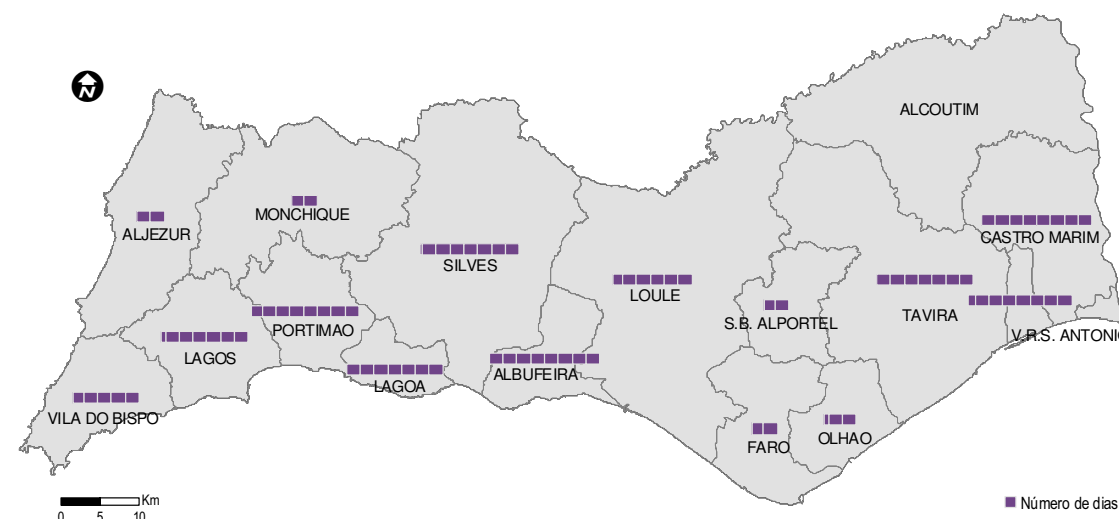 N
ALCOUTIM
ALJEZUR
MONCHIQUE
CASTRO MARIM
SILVES
LOULE
TAVIRA
S.B. ALPORTEL
PORTIMAO
V.R.S. ANTONIO
LAGOS
LAGOA
ALBUFEIRA
VILA DO BISPO
FARO
OLHAO
Km
0 5 10
Número de dias